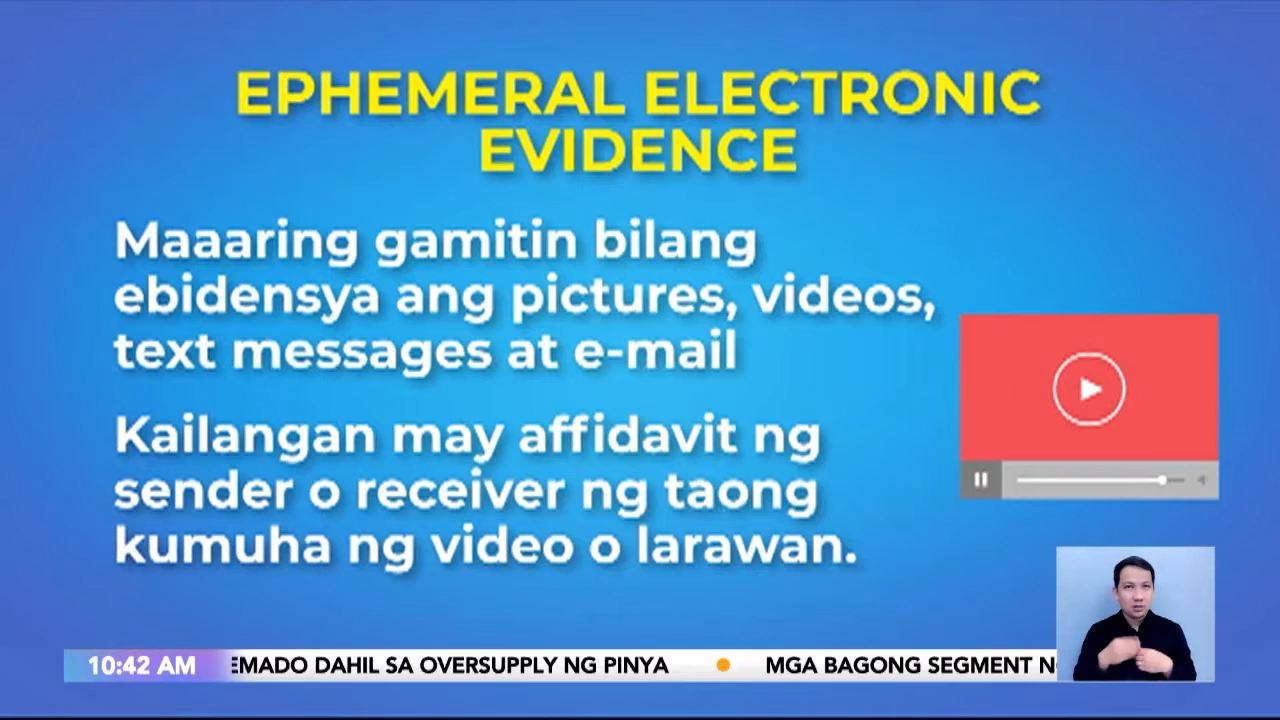 EPHEMERAL ELECTRONIC
EVIDENCE
Maaaring gamitin bilang
ebidensya ang pictures, videos,
text messages at e-mail
Kailangan may affidavit ng
sender o receiver ng taong
kumuha ng video o larawan.
10:42 AM EMADO DAHIL SA OVERSUPPLY NG PINYA MGA BAGONG SEGMENT